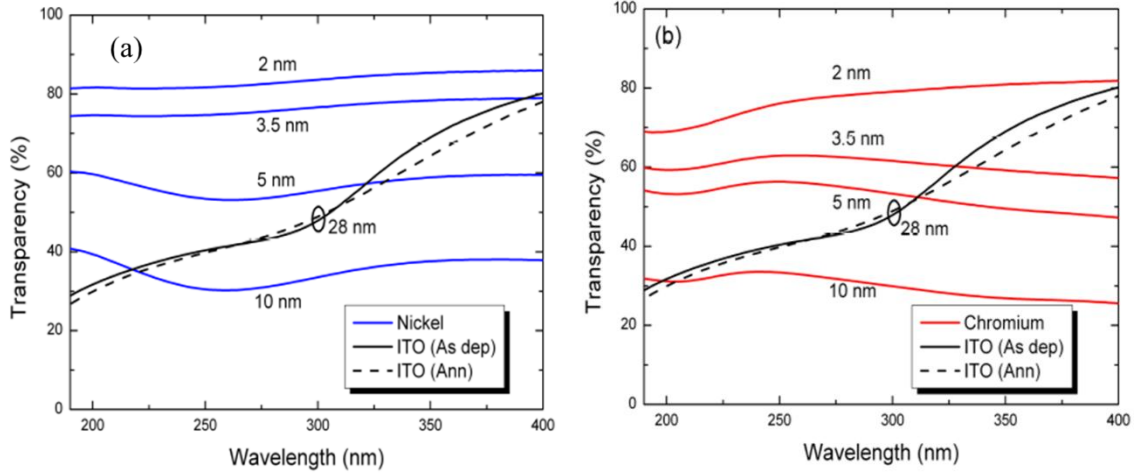 (a)
100
80
60
40
20
0
Transparency (%)
2 nm
3.5 nm
5 nm
28 nm
10 nm
Nickel
ITO (As dep)
ITO (Ann)
200 250 300 350 400
Wavelength (nm)
(b)
100
80
60
40
20
0
Transparency (%)
2 nm
3.5 nm
5 nm
28 nm
10 nm
Chromium
ITO (As dep)
ITO (Ann)
200 250 300 350 400
Wavelength (nm)